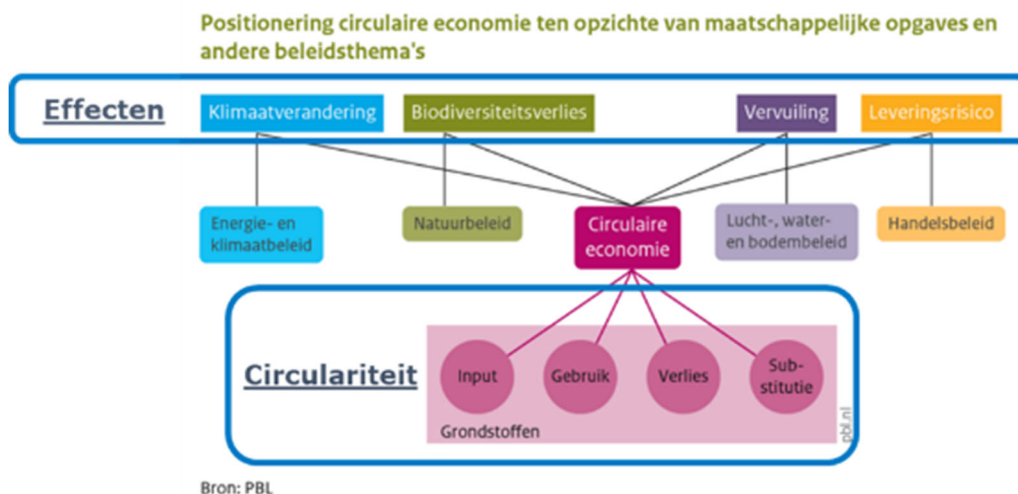 Positionering circulaire economie ten opzichte van maatschappelijke opgaves en
andere beleidsthema's
Effecten
Klimaatverandering
Biodiversiteitsverlies
Vervuiling
Leveringsrisico
Energie- en
klimaatbeleid
Natuurbeleid
Circulaire
economie
Lucht-, water-
en bodembeleid
Handelsbeleid
Circulariteit
Input
Gebruik
Verlies
Sub-
stitutie
Grondstoffen
pbl.nl
Bron: PBL